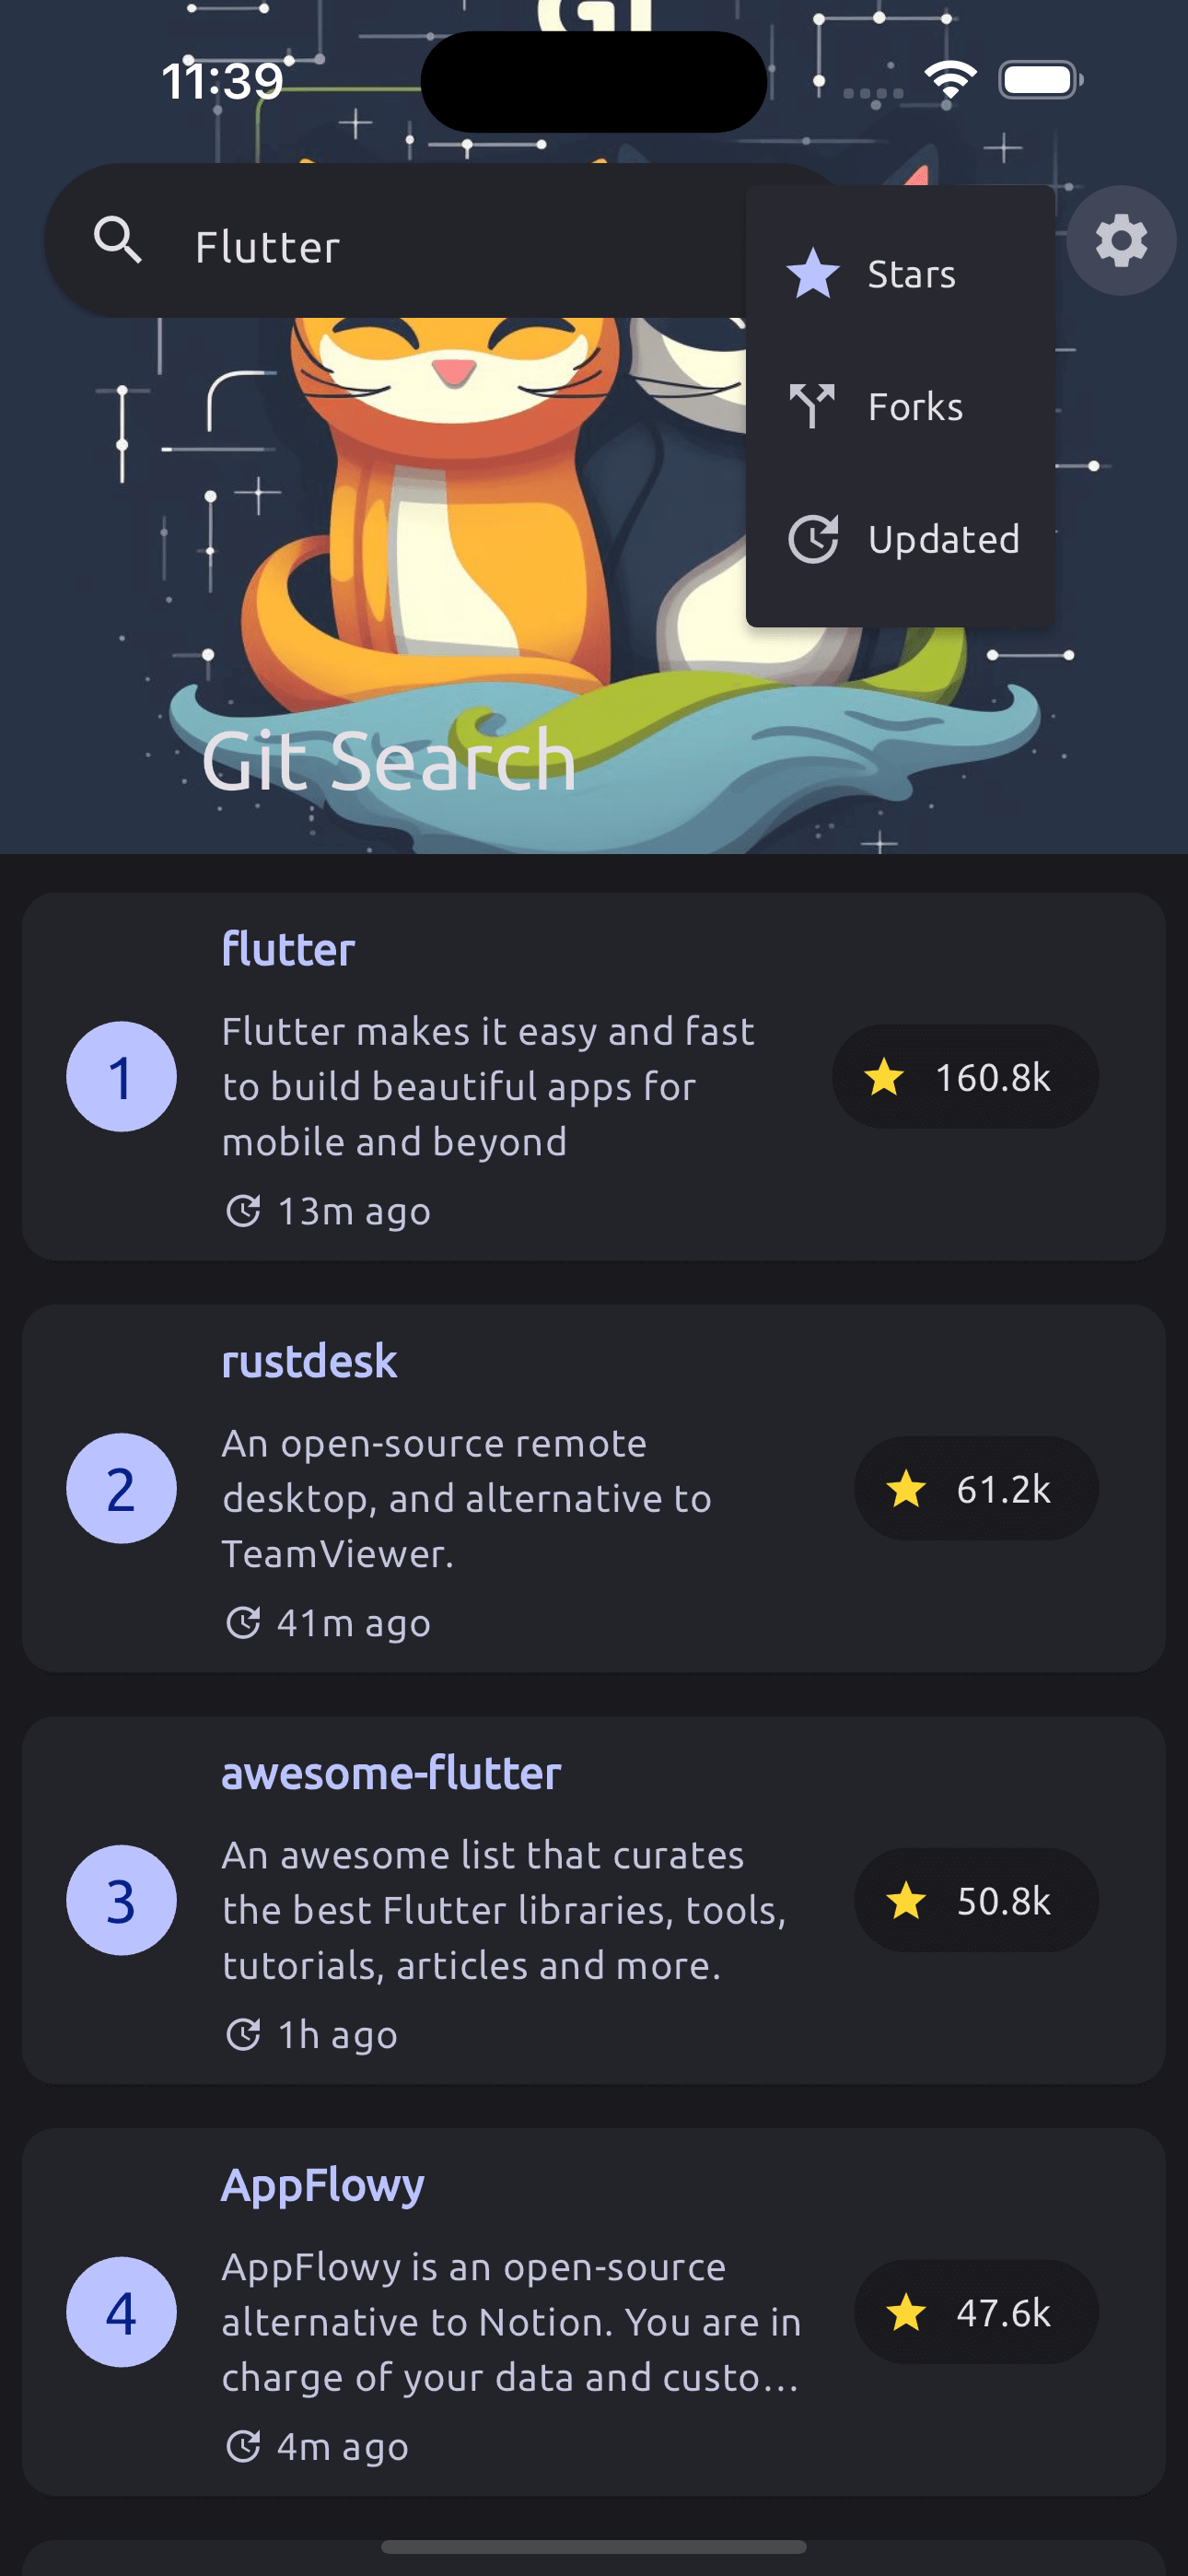 GI
11:39
Flutter
Stars
Forks
Updated
Git Search
flutter
1
Flutter makes it easy and fast
to build beautiful apps for
mobile and beyond
160.8k
13m ago
rustdesk
2
An open-source remote
desktop, and alternative to
TeamViewer.
61.2k
41m ago
awesome-flutter
3
An awesome list that curates
the best Flutter libraries, tools,
tutorials, articles and more.
50.8k
1h ago
AppFlowy
4
AppFlowy is an open-source
alternative to Notion. You are in
charge of your data and custo...
47.6k
4m ago